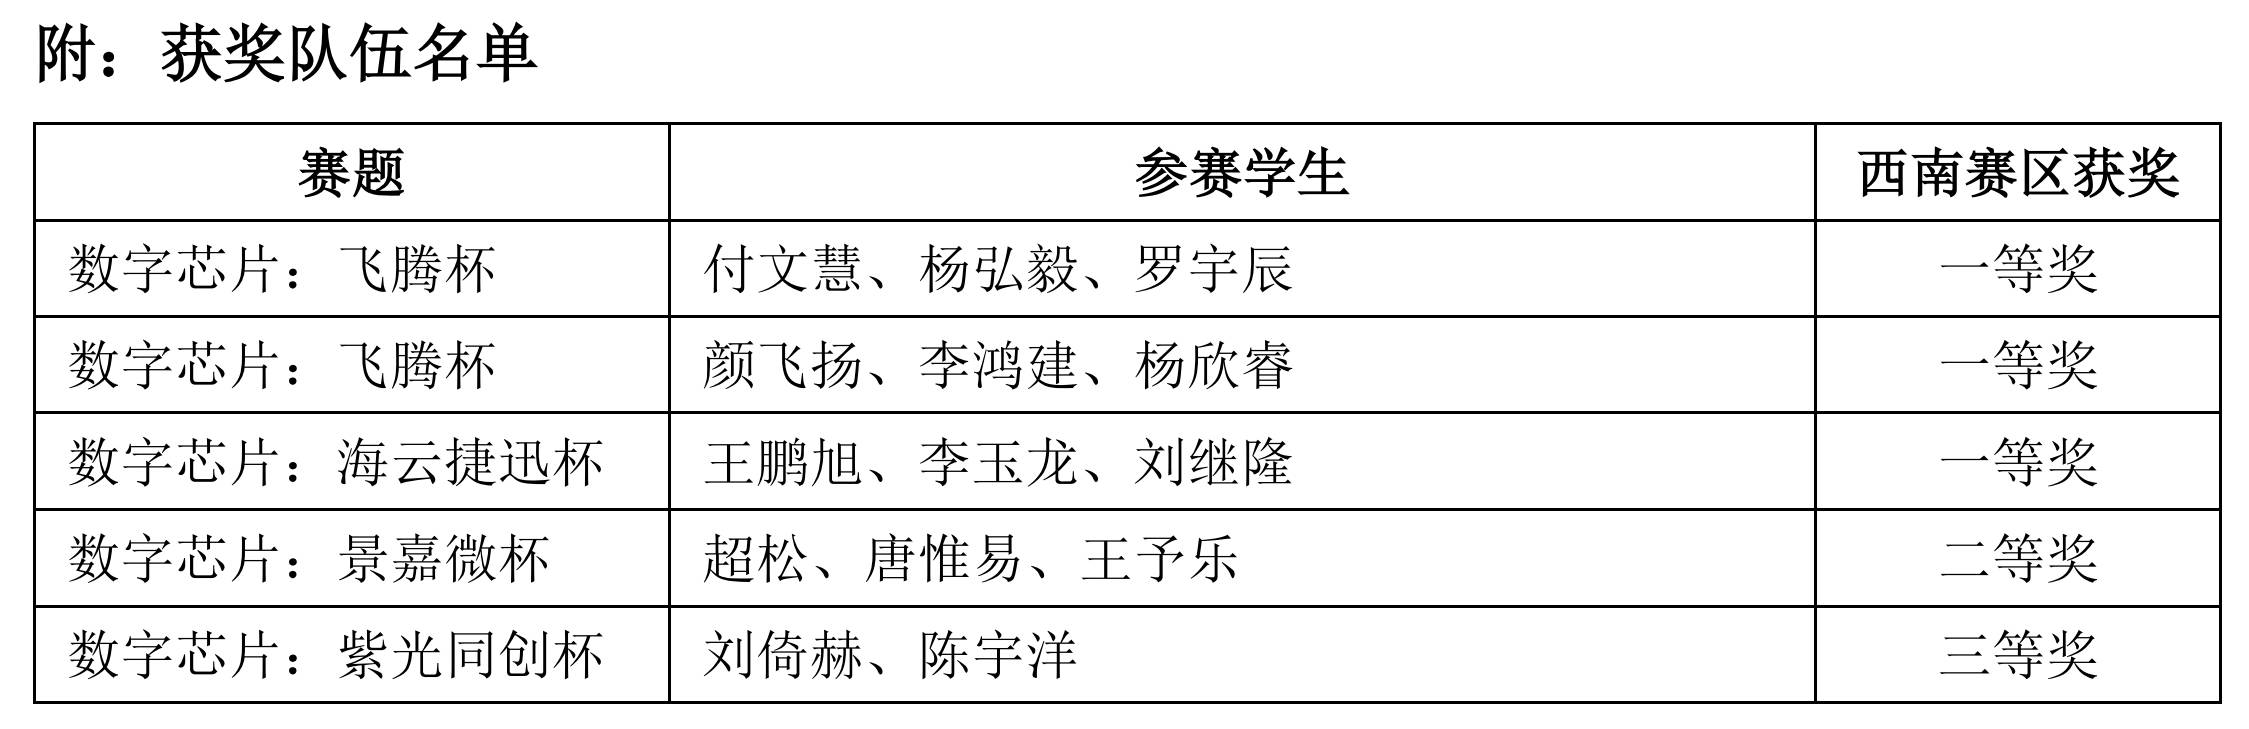 附：获奖队伍名单
赛题 参赛学生 西南赛区获奖
数字芯片：飞腾杯 付文慧、杨弘毅、罗宇辰 一等奖
数字芯片：飞腾杯 颜飞扬、李鸿建、杨欣睿 一等奖
数字芯片：海云捷迅杯 王鹏旭、李玉龙、刘继隆 一等奖
数字芯片：景嘉微杯 超松、唐惟易、王予乐 二等奖
数字芯片：紫光同创杯 刘倚赫、陈宇洋 三等奖